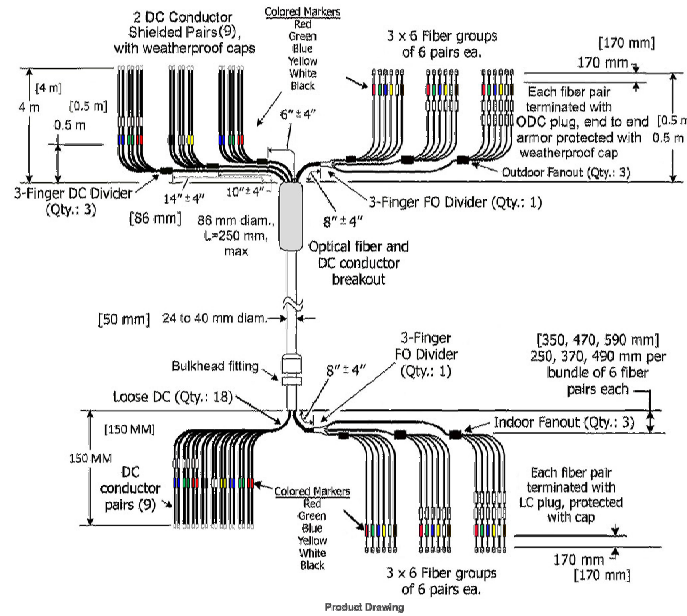 2 DC Conductor
Shielded Pairs(9),
with weatherproof caps
Colored Markers
Red
Green
Blue
Yellow
White
Black
3 x 6 Fiber groups
of 6 pairs ea.
[170 mm]
170 mm
[4 m]
4 m
[0.5 m]
0.5 m
6"±4"
Each fiber pair
terminated with
ODC plug, end to end
armor protected with
weatherproof cap
[0.5 m
0.5 m
Outdoor Fanout (Qty.: 3)
3-Finger DC Divider
(Qty.: 3)
14"±4"
10"±4"
[86 mm]
86 mm diam.,
L=250 mm,
max
8"±4"
3-Finger FO Divider (Qty.: 1)
Optical fiber and
DC conductor
breakout
[50 mm]
24 to 40 mm diam.
3-Finger
FO Divider
(Qty.: 1)
[350, 470, 590 mm]
250, 370, 490 mm per
bundle of 6 fiber
pairs each
Bulkhead fitting
8"±4"
Loose DC (Qty.: 18)
Indoor Fanout (Qty.: 3)
[150 MM]
150 MM
DC
conductor
pairs (9)
Colored Markers
Red
Green
Blue
Yellow
White
Black
Each fiber pair
terminated with
LC plug, protected
with cap
170 mm
[170 mm]
3 x 6 Fiber groups
of 6 pairs ea.
Product Drawing